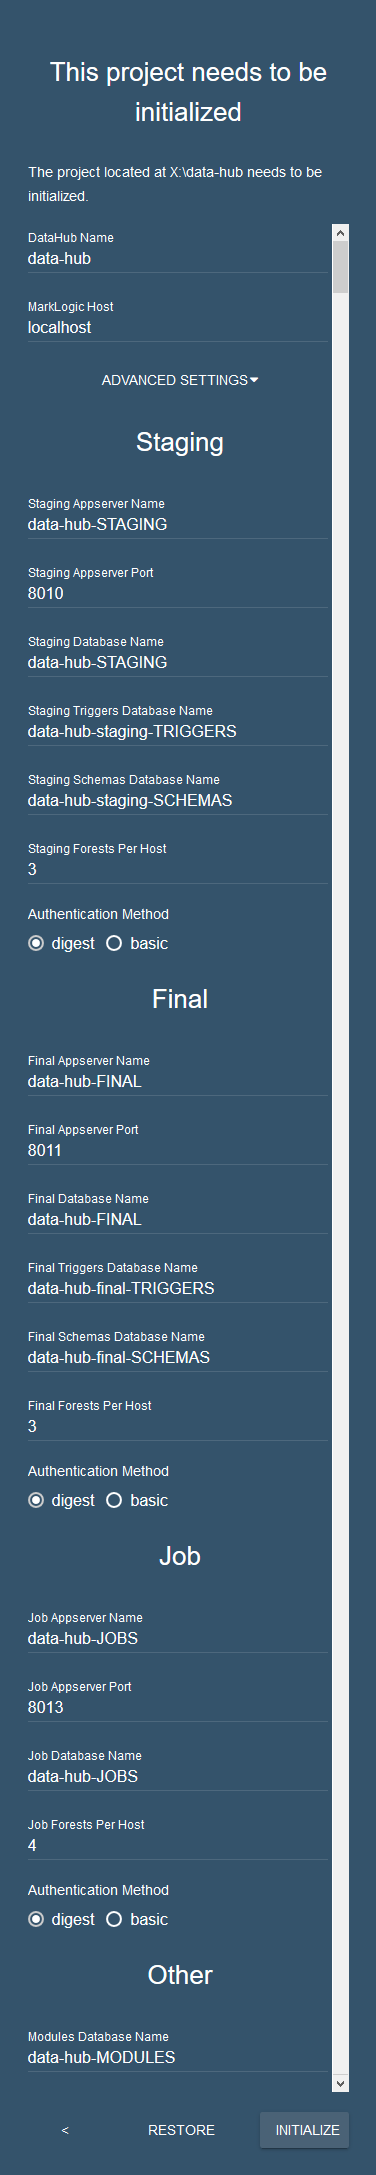 This project needs to be
initialized
The project located at X:\data-hub needs to be
initialized.
DataHub Name
data-hub
MarkLogic Host
localhost
ADVANCED SETTINGS
Staging
Staging Appserver Name
data-hub-STAGING
Staging Appserver Port
8010
Staging Database Name
data-hub-STAGING
Staging Triggers Database Name
data-hub-staging-TRIGGERS
Staging Schemas Database Name
data-hub-staging-SCHEMAS
Staging Forests Per Host
3
Authentication Method
digest basic
Final
Final Appserver Name
data-hub-FINAL
Final Appserver Port
8011
Final Database Name
data-hub-FINAL
Final Triggers Database Name
data-hub-final-TRIGGERS
Final Schemas Database Name
data-hub-final-SCHEMAS
Final Forests Per Host
3
Authentication Method
digest basic
Job
Job Appserver Name
data-hub-JOBS
Job Appserver Port
8013
Job Database Name
data-hub-JOBS
Job Forests Per Host
4
Authentication Method
digest basic
Other
Modules Database Name
data-hub-MODULES
< RESTORE INITIALIZE